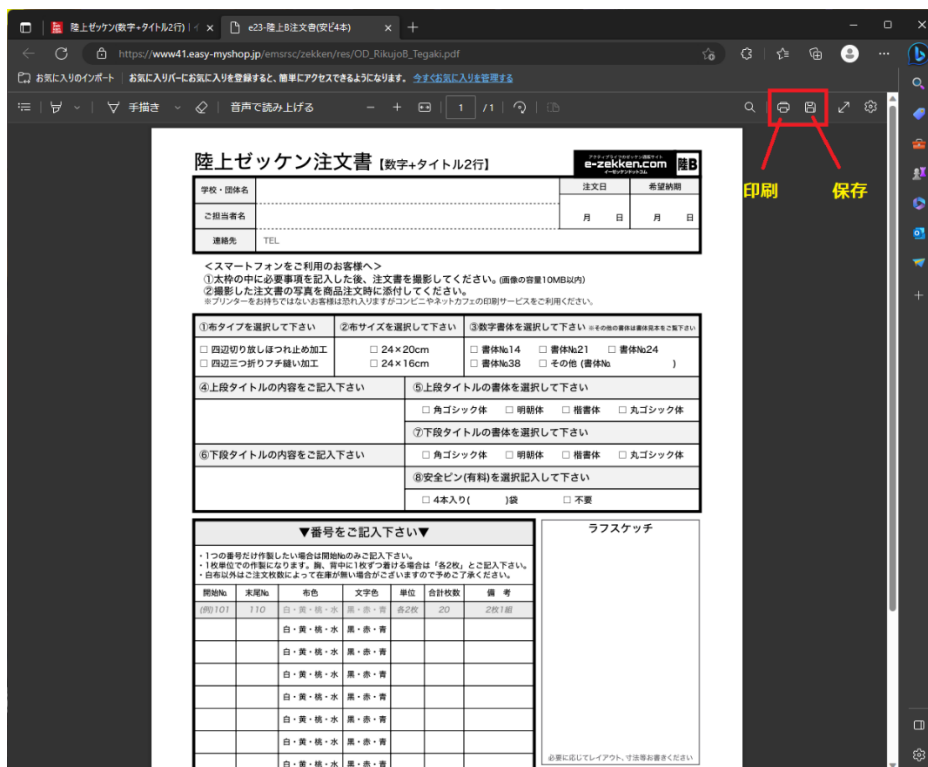 陸上ゼッケン(数字+タイトル2行) | イ
e23-陸上B注文書(安ピ4本)
https://www41.easy-myshop.jp/emsrsc/zekken/res/OD_RikujoB_Tegaki.pdf
お気に入りのインポート | お気に入りバーにお気に入りを登録すると、簡単にアクセスできるようになります。 今すぐお気に入りを管理する
手描き 音声で読み上げる 1 /1
印刷 保存
陸上ゼッケン注文書【数字+タイトル2行】
e-zekken.com 陸B
学校・団体名 注文日 希望納期
ご担当者名 月 日 月 日
連絡先 TEL
<スマートフォンをご利用のお客様へ>
①太枠の中に必要事項を記入した後、注文書を撮影してください。(画像の容量10MB以内)
②撮影した注文書の写真を商品注文時に添付してください。
※プリンターをお持ちではないお客様は恐れ入りますがコンビニやネットカフェの印刷サービスをご利用ください。
①布タイプを選択して下さい ②布サイズを選択して下さい ③数字書体を選択して下さい ※その他の書体は書体見本をご覧下さい
□ 四辺切り放しほつれ止め加工 □ 24×20cm □ 書体№14 □ 書体№21 □ 書体№24
□ 四辺三つ折りフチ縫い加工 □ 24×16cm □ 書体№38 □ その他 (書体№ )
④上段タイトルの内容をご記入下さい ⑤上段タイトルの書体を選択して下さい
□ 角ゴシック体 □ 明朝体 □ 楷書体 □ 丸ゴシック体
⑦下段タイトルの書体を選択して下さい
⑥下段タイトルの内容をご記入下さい □ 角ゴシック体 □ 明朝体 □ 楷書体 □ 丸ゴシック体
⑧安全ピン(有料)を選択記入して下さい
□ 4本入り( )袋 □ 不要
▼番号をご記入下さい▼ ラフスケッチ
・1つの番号だけ作製したい場合は開始№のみご記入下さい。
・1枚単位での作製になります。胸、背中に1枚ずつ着ける場合は「各2枚」とご記入下さい。
・白布以外はご注文枚数によって在庫が無い場合がございますので予めご了承ください。
開始№ 末尾№ 布色 文字色 単位 合計枚数 備 考
(例)101 110 白・黄・桃・水 黒・赤・青 各2枚 20 2枚1組
白・黄・桃・水 黒・赤・青
白・黄・桃・水 黒・赤・青
白・黄・桃・水 黒・赤・青
白・黄・桃・水 黒・赤・青
白・黄・桃・水 黒・赤・青
白・黄・桃・水 黒・赤・青
白・黄・桃・水 黒・赤・青
必要に応じてレイアウト、寸法等お書きください